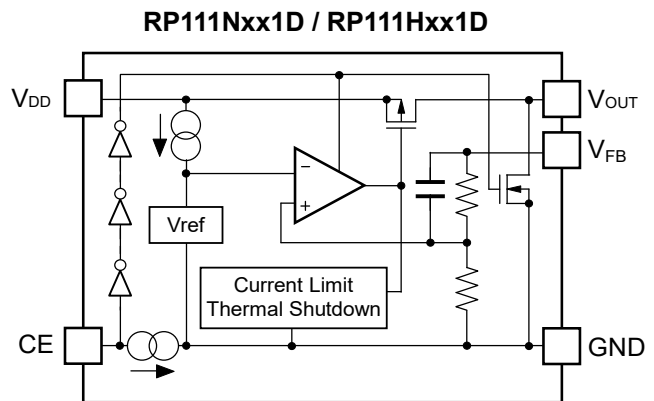 RP111Nxx1D / RP111Hxx1D
VDD
VOUT
VFB
−
+
Vref
Current Limit
Thermal Shutdown
CE
GND